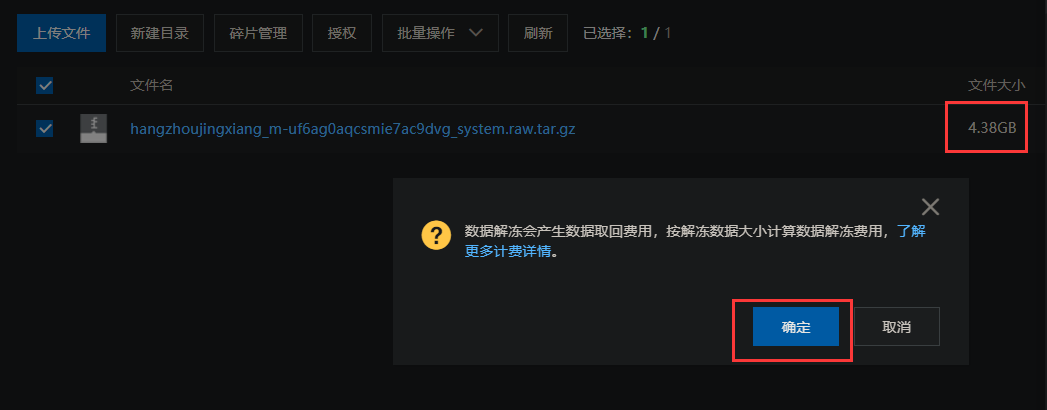 上传文件 新建目录 碎片管理 授权 批量操作 刷新 已选择：1 / 1
文件名 文件大小
hangzhoujingxiang_m-uf6ag0aqcsmie7ac9dvg_system.raw.tar.gz 4.38GB
数据解冻会产生数据取回费用，按解冻数据大小计算数据解冻费用，了解
更多计费详情。
确定 取消